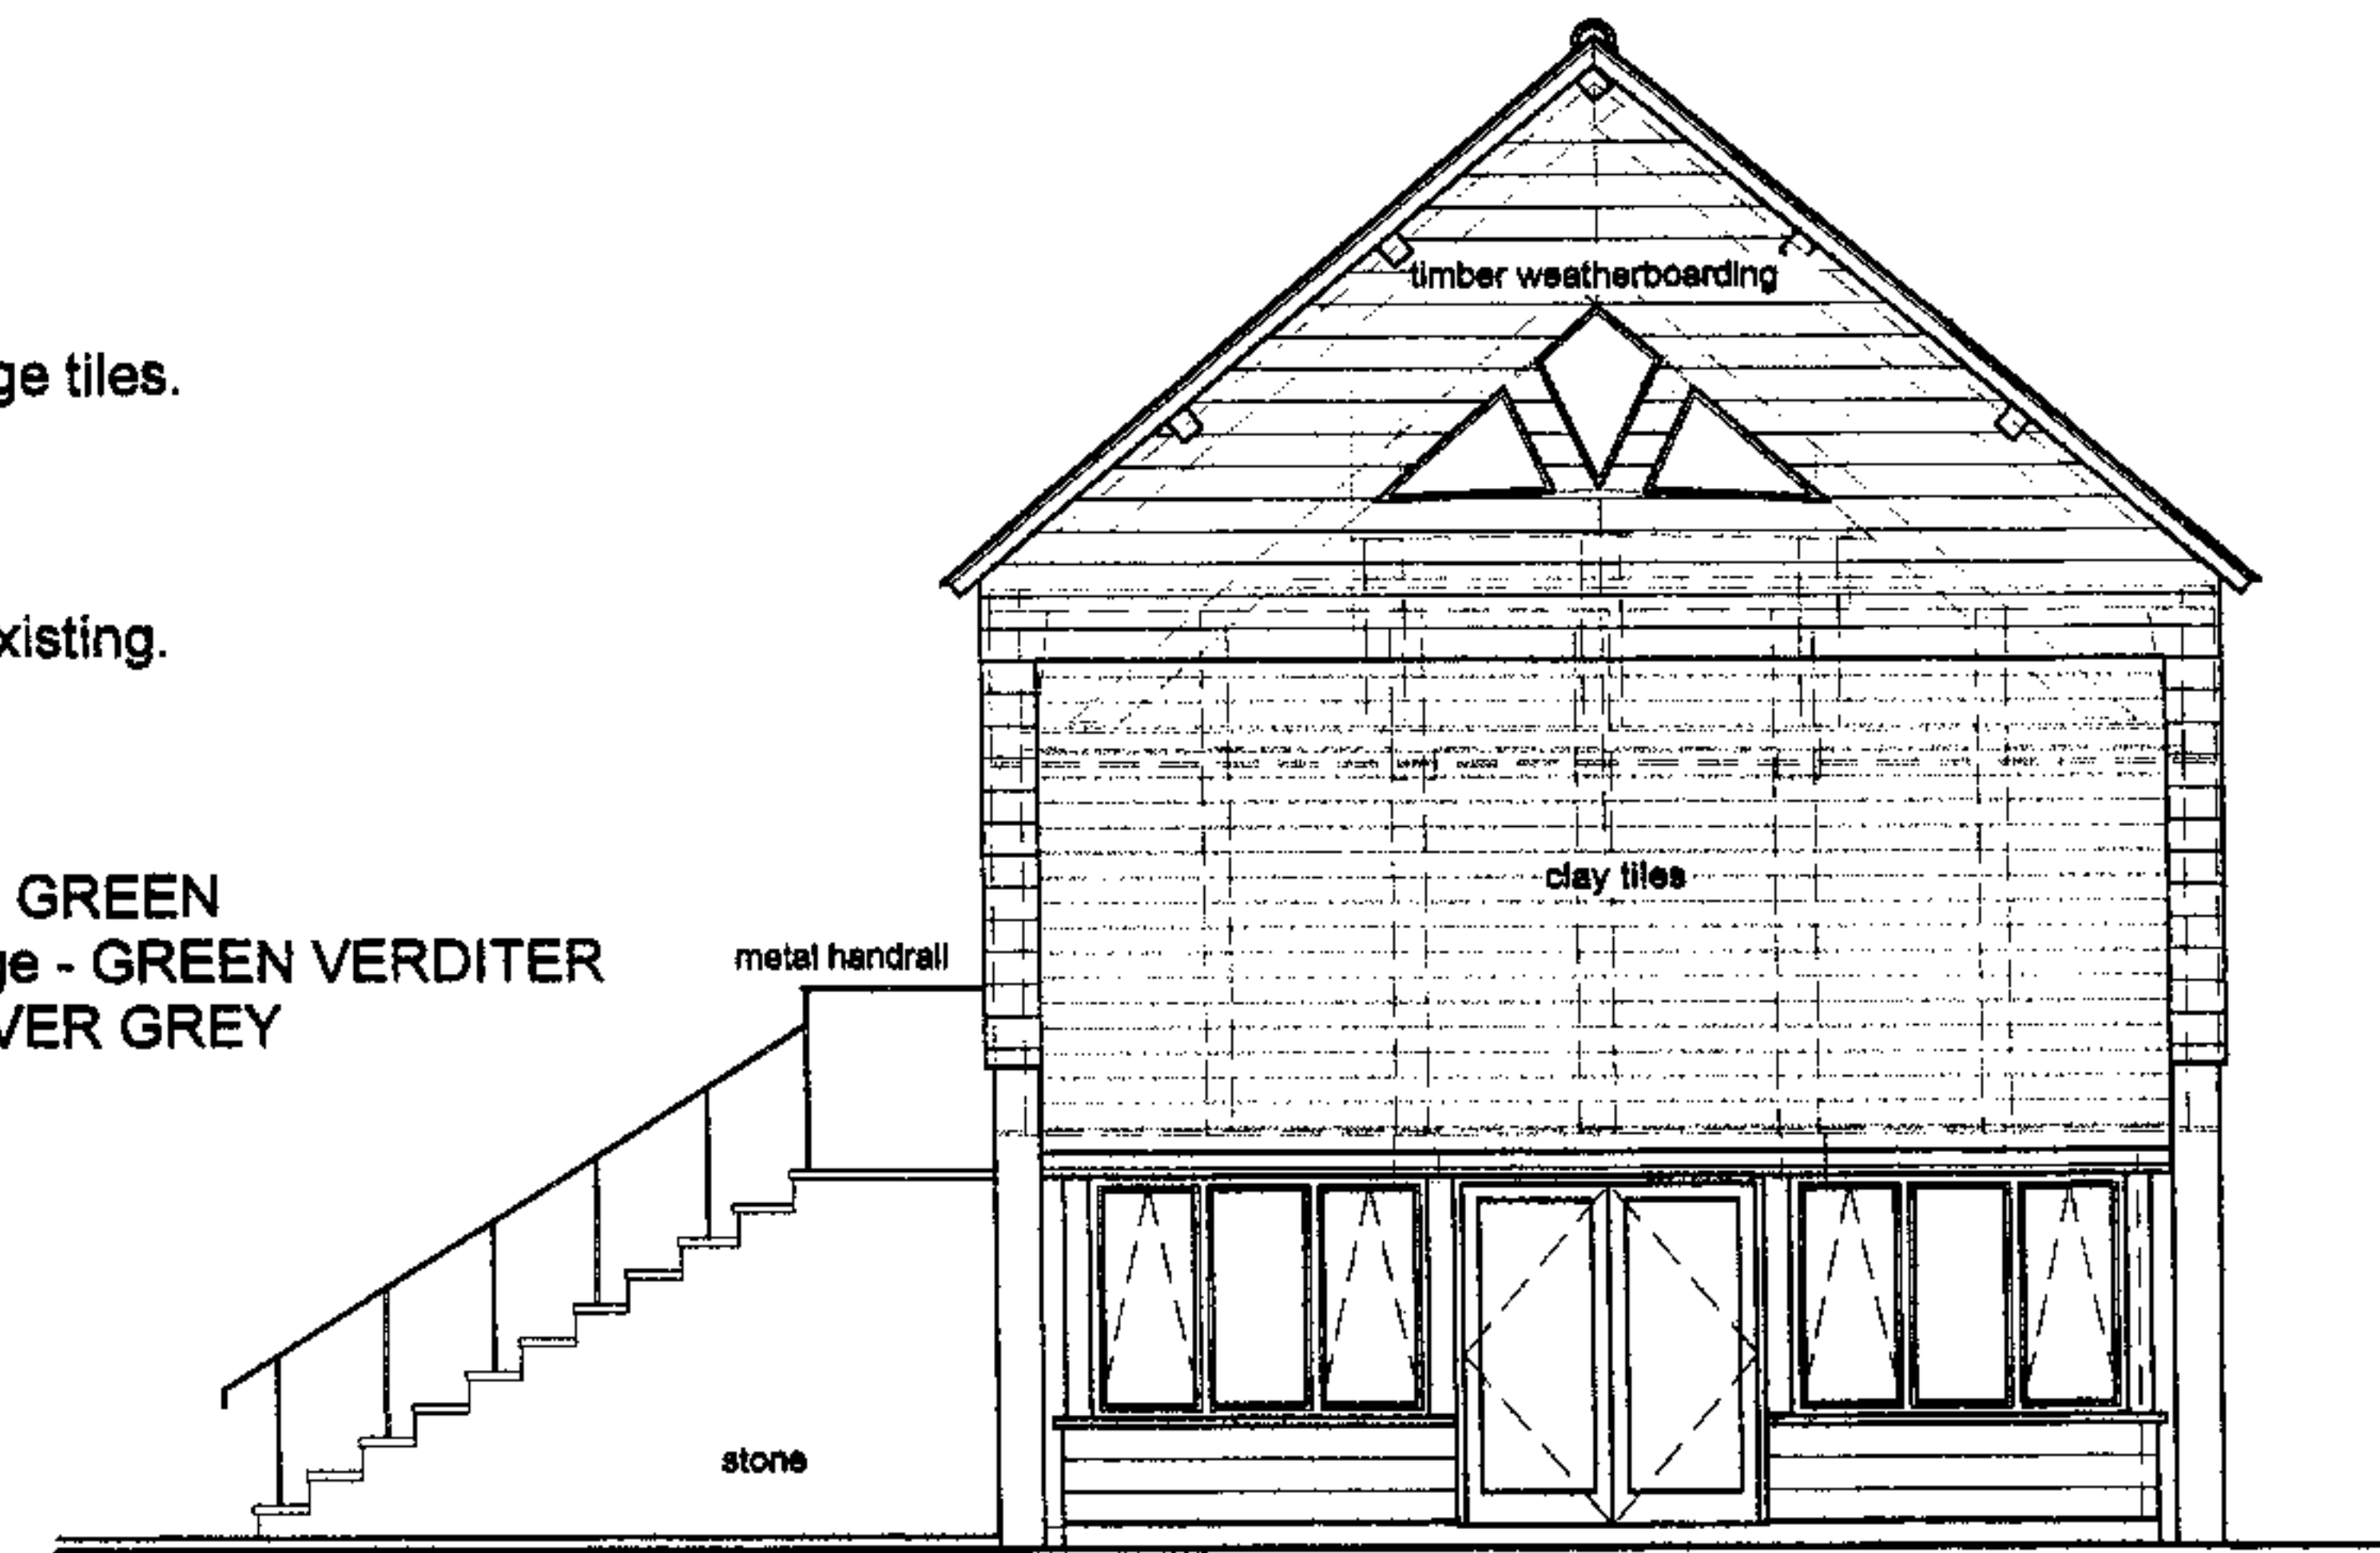 ge tiles.
xisting.
GREEN
ge - GREEN VERDITER
VER GREY
timber weatherboarding
clay tiles
metal handrail
stone